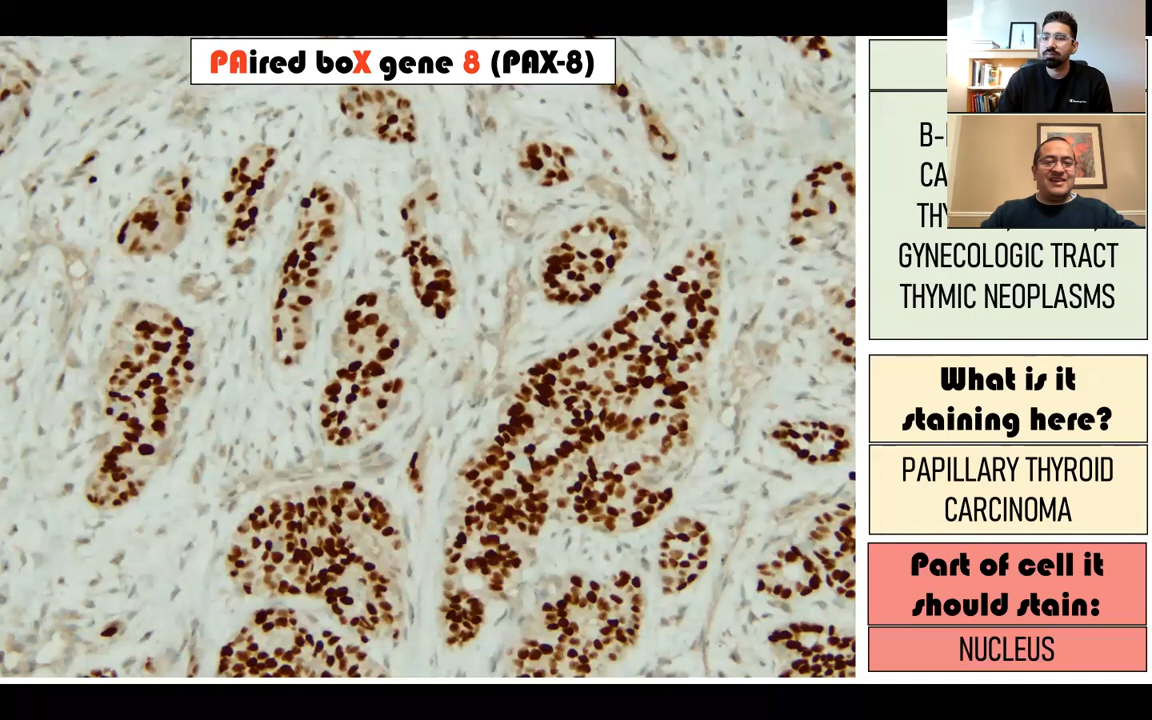 PAired boX gene 8 (PAX-8)
GYNECOLOGIC TRACT
THYMIC NEOPLASMS
What is it
staining here?
PAPILLARY THYROID
CARCINOMA
Part of cell it
should stain:
NUCLEUS